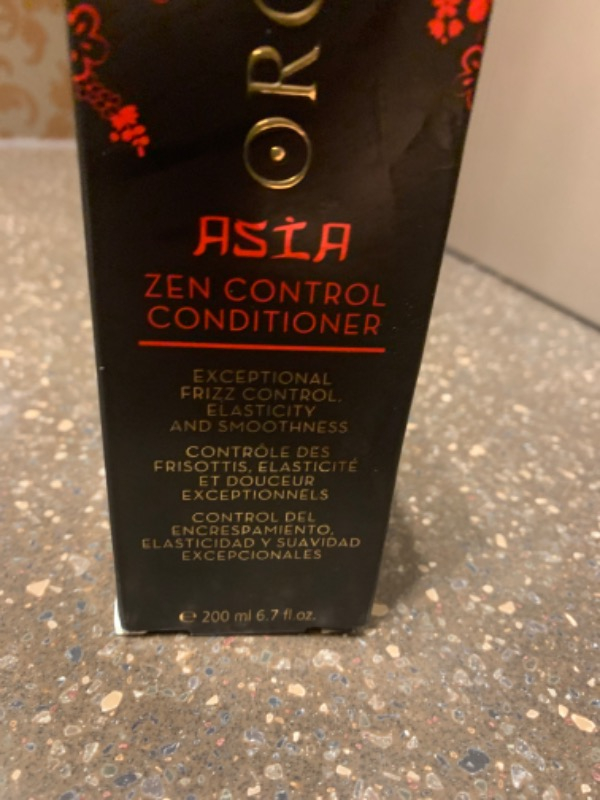 ORO
ASIA
ZEN CONTROL
CONDITIONER
EXCEPTIONAL
FRIZZ CONTROL,
ELASTICITY
AND SMOOTHNESS
CONTRÔLE DES
FRISOTTIS, ELASTICITÉ
ET DOUCEUR
EXCEPTIONNELS
CONTROL DEL
ENCRESPAMIENTO,
ELASTICIDAD Y SUAVIDAD
EXCEPCIONALES
℮ 200 ml 6.7 fl.oz.